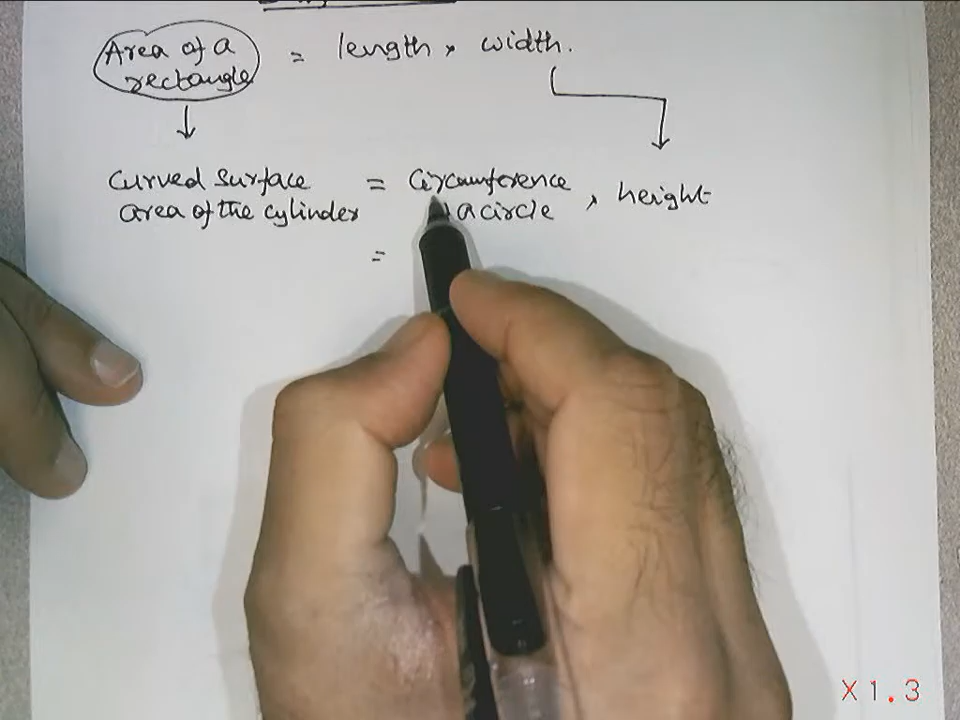 Area of a = length × width.
rectangle
Curved surface = circumference
area of the cylinder a circle × height
=
X1.3